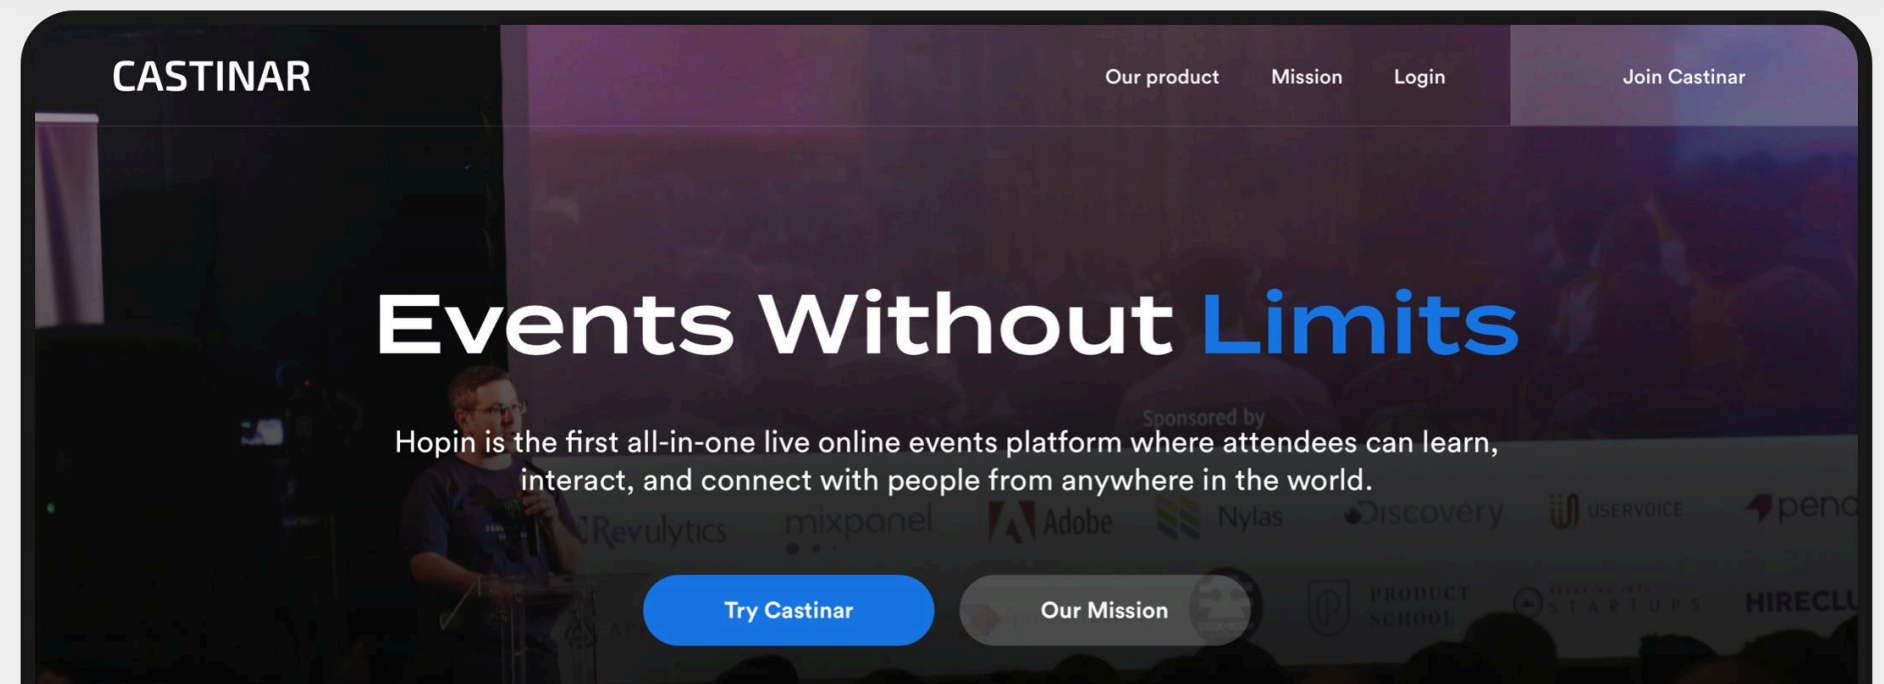 CASTINAR
Our product
Mission
Login
Join Castinar
Events Without Limits
Sponsored by
Hopin is the first all-in-one live online events platform where attendees can learn,
interact, and connect with people from anywhere in the world.
Revulytics
mixpanel
Adobe
Nylas
Discovery
USERVOICE
Try Castinar
Our Mission
PRODUCT
SCHOOL
STARTUPS